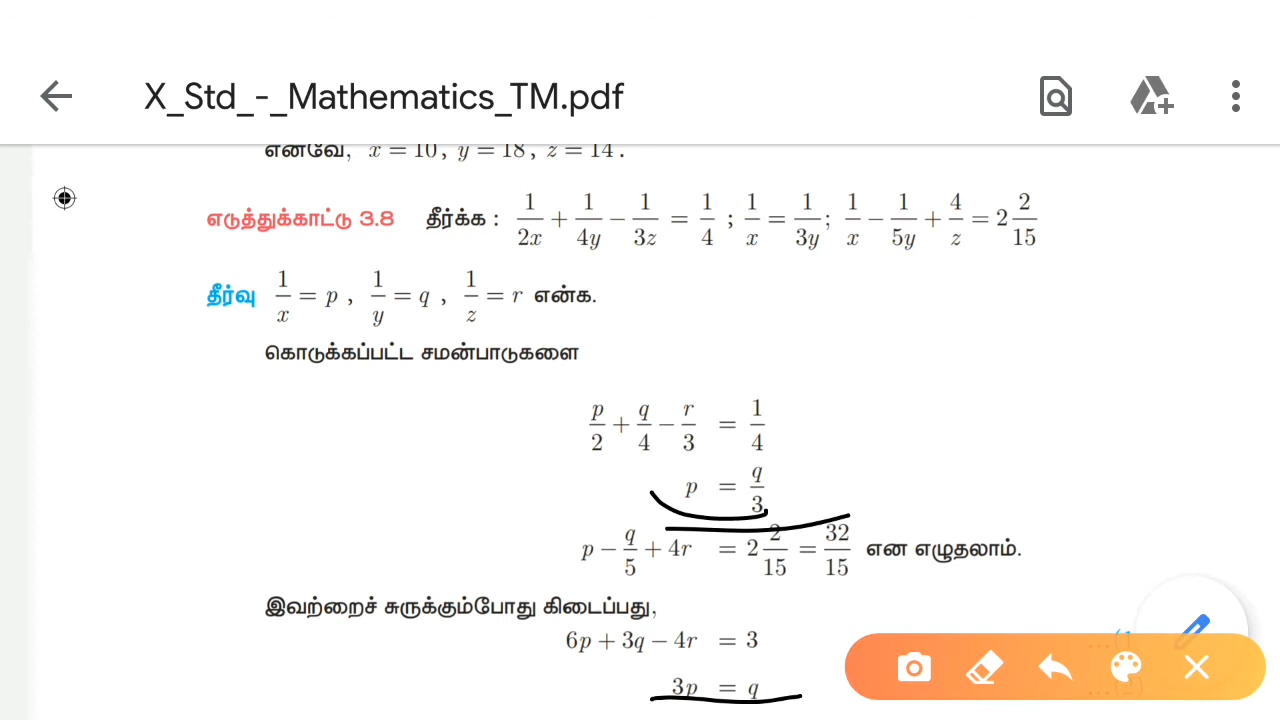 X_Std_-_Mathematics_TM.pdf
எனவே, x = 10, y = 18, z = 14.
எடுத்துக்காட்டு 3.8 தீர்க்க : 1/2x + 1/4y − 1/3z = 1/4 ; 1/x = 1/3y; 1/x − 1/5y + 4/z = 2 2/15
தீர்வு 1/x = p , 1/y = q , 1/z = r என்க.
கொடுக்கப்பட்ட சமன்பாடுகளை
p/2 + q/4 − r/3 = 1/4
p = q/3
p − q/5 + 4r = 2 2/15 = 32/15 என எழுதலாம்.
இவற்றைச் சுருக்கும்போது கிடைப்பது,
6p + 3q − 4r = 3 ...(1
3p = q ...(2)